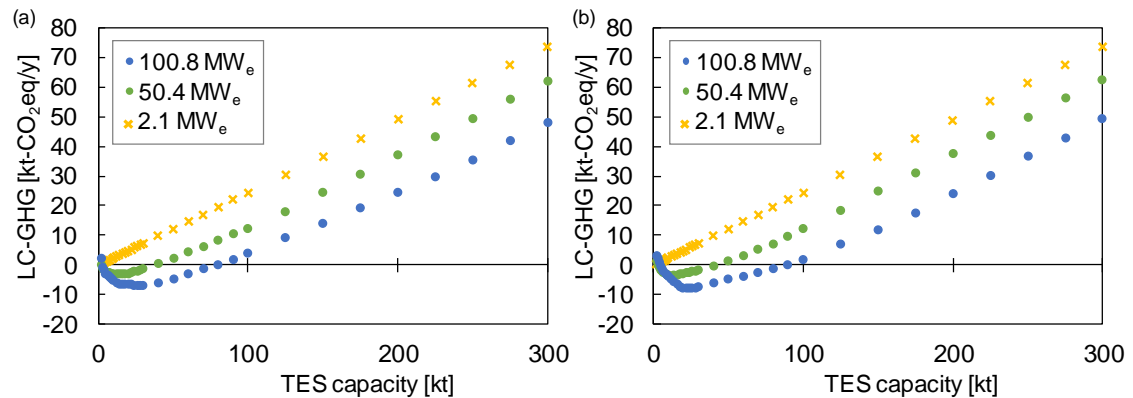 (a)
LC-GHG [kt-CO₂eq/y]
80
70
60
50
40
30
20
10
0
-10
-20
100.8 MWₑ
50.4 MWₑ
2.1 MWₑ
0 100 200 300
TES capacity [kt]
(b)
LC-GHG [kt-CO₂eq/y]
80
70
60
50
40
30
20
10
0
-10
-20
100.8 MWₑ
50.4 MWₑ
2.1 MWₑ
0 100 200 300
TES capacity [kt]